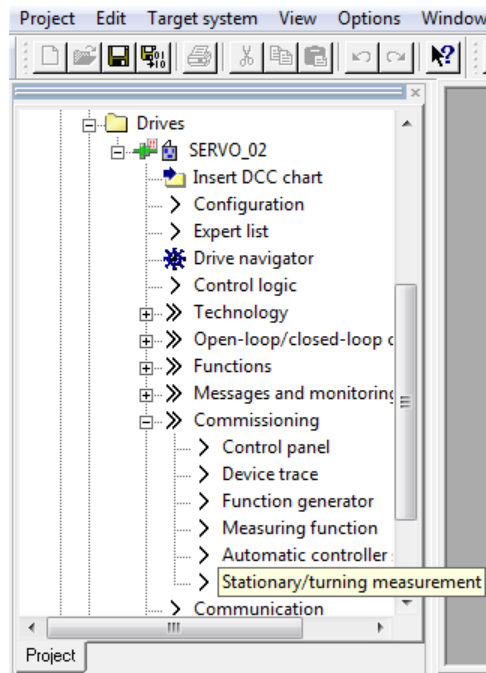 Project Edit Target system View Options Window
Drives
SERVO_02
Insert DCC chart
Configuration
Expert list
Drive navigator
Control logic
Technology
Open-loop/closed-loop c
Functions
Messages and monitoring
Commissioning
Control panel
Device trace
Function generator
Measuring function
Automatic controller
Stationary/turning measurement
Communication
Project